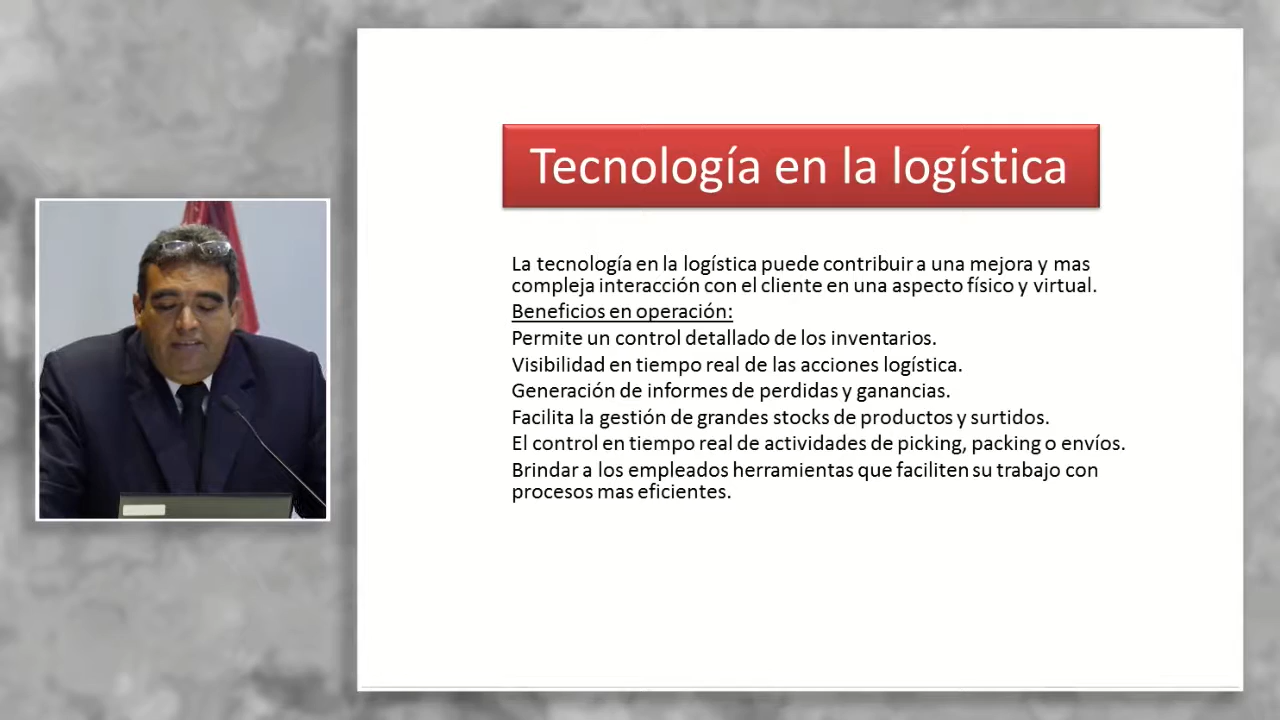 Tecnología en la logística
La tecnología en la logística puede contribuir a una mejora y mas
compleja interacción con el cliente en una aspecto físico y virtual.
Beneficios en operación:
Permite un control detallado de los inventarios.
Visibilidad en tiempo real de las acciones logística.
Generación de informes de perdidas y ganancias.
Facilita la gestión de grandes stocks de productos y surtidos.
El control en tiempo real de actividades de picking, packing o envíos.
Brindar a los empleados herramientas que faciliten su trabajo con
procesos mas eficientes.